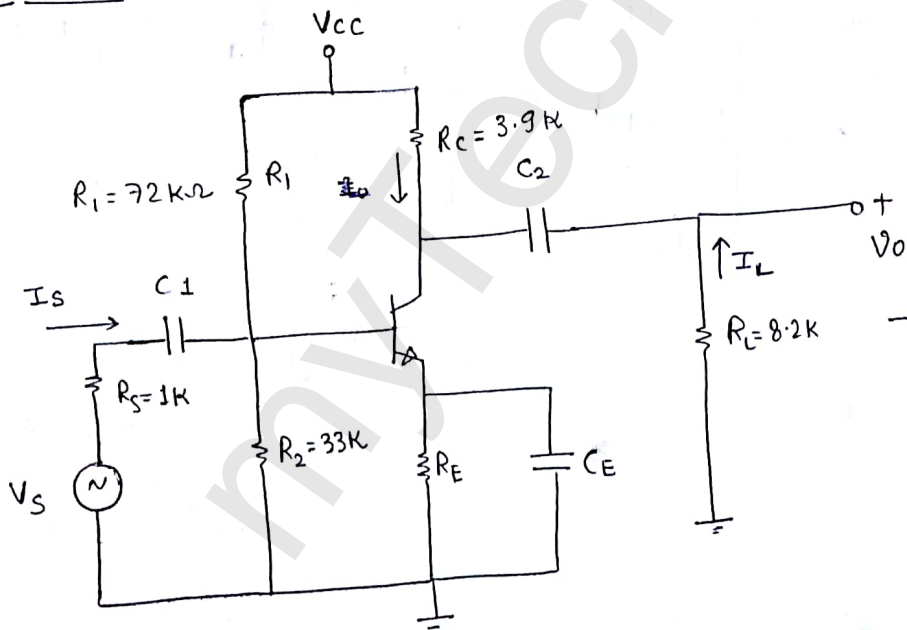 Vcc
Rc = 3.9 K
R1 = 72 KΩ
R1
C2
+
Vo
IL
RL = 8.2K
Is
C1
Rs = 1K
R2 = 33K
RE
CE
Vs
~
myTech